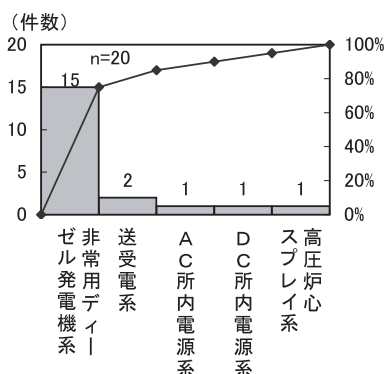 （件数）
20
15
10
5
0
n=20
15
2
1
1
1
100%
80%
60%
40%
20%
0%
非常用ディー
ゼル発電機系
送受電系
ＡＣ所内電源系
ＤＣ所内電源系
高圧炉心
スプレイ系